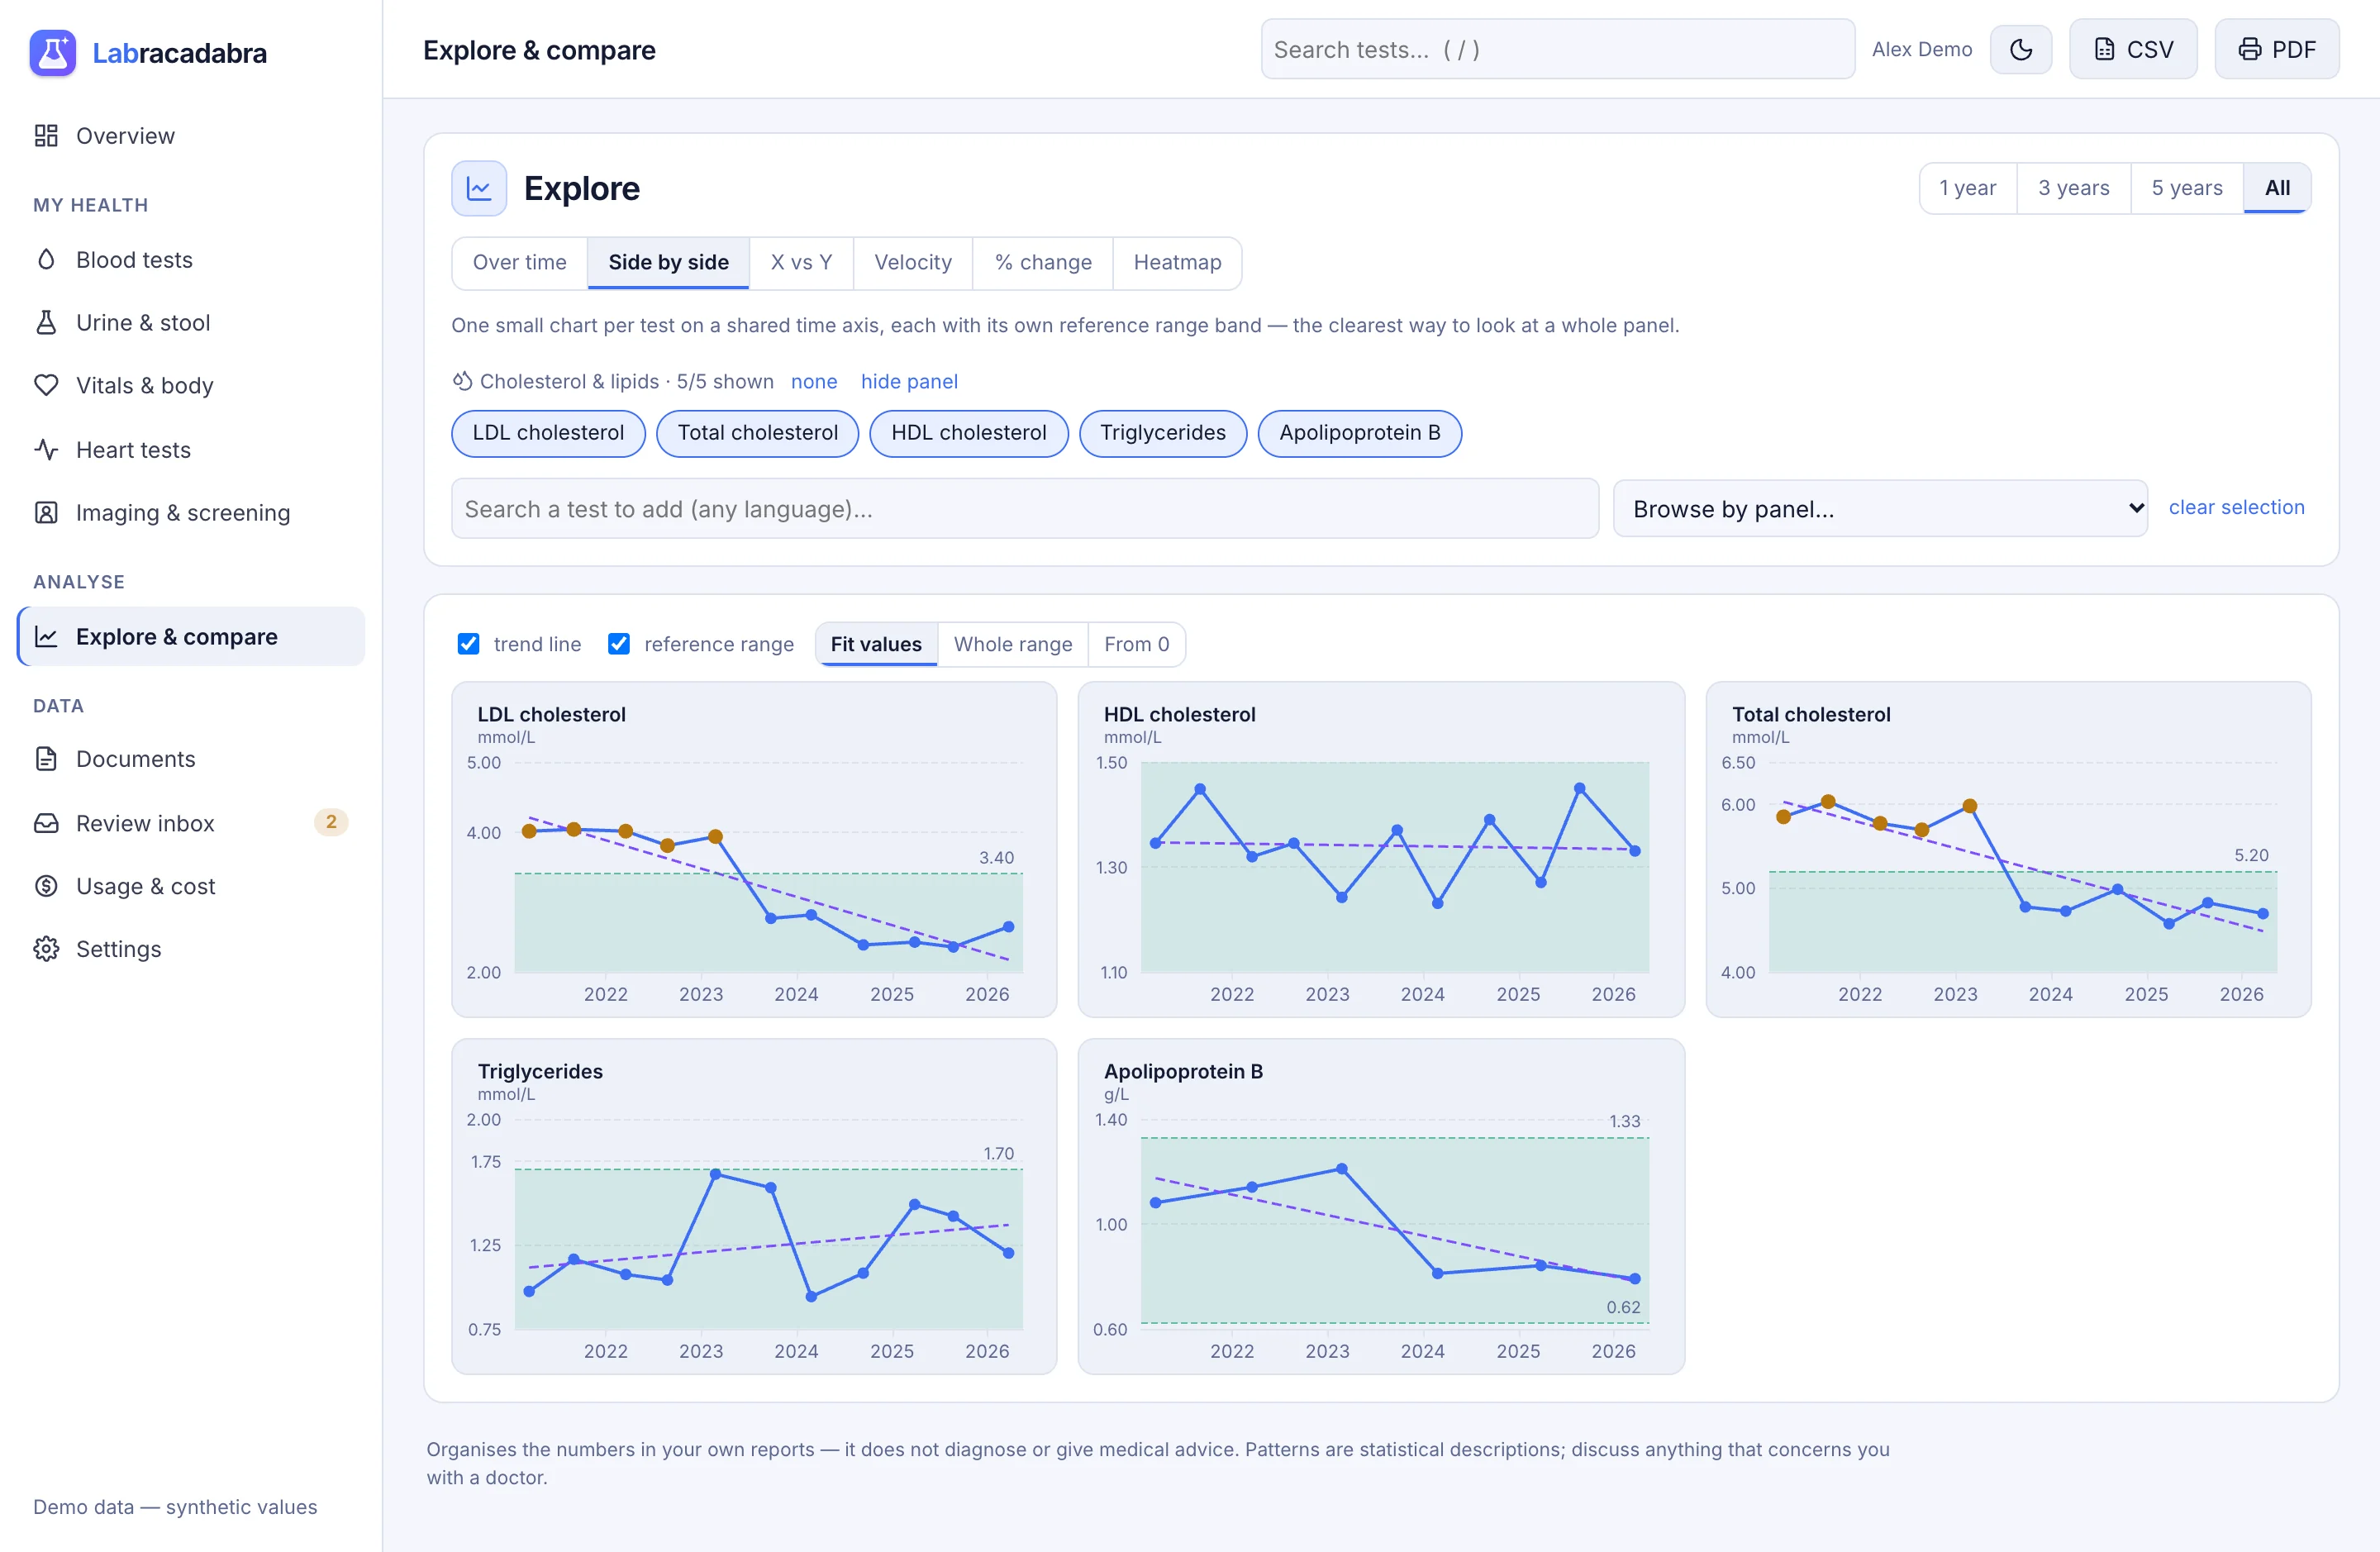 Labracadabra
Overview
MY HEALTH
Blood tests
Urine & stool
Vitals & body
Heart tests
Imaging & screening
ANALYSE
Explore & compare
DATA
Documents
Review inbox 2
Usage & cost
Settings
Demo data — synthetic values
Explore & compare
Search tests... ( / )
Alex Demo
CSV
PDF
Explore
1 year 3 years 5 years All
Over time Side by side X vs Y Velocity % change Heatmap
One small chart per test on a shared time axis, each with its own reference range band — the clearest way to look at a whole panel.
Cholesterol & lipids · 5/5 shown none hide panel
LDL cholesterol Total cholesterol HDL cholesterol Triglycerides Apolipoprotein B
Search a test to add (any language)...
Browse by panel...
clear selection
trend line reference range Fit values Whole range From 0
LDL cholesterol
mmol/L
5.00
4.00
3.40
2.00
2022 2023 2024 2025 2026
HDL cholesterol
mmol/L
1.50
1.30
1.10
2022 2023 2024 2025 2026
Total cholesterol
mmol/L
6.50
6.00
5.20
5.00
4.00
2022 2023 2024 2025 2026
Triglycerides
mmol/L
2.00
1.75
1.70
1.25
0.75
2022 2023 2024 2025 2026
Apolipoprotein B
g/L
1.40
1.33
1.00
0.62
0.60
2022 2023 2024 2025 2026
Organises the numbers in your own reports — it does not diagnose or give medical advice. Patterns are statistical descriptions; discuss anything that concerns you
with a doctor.